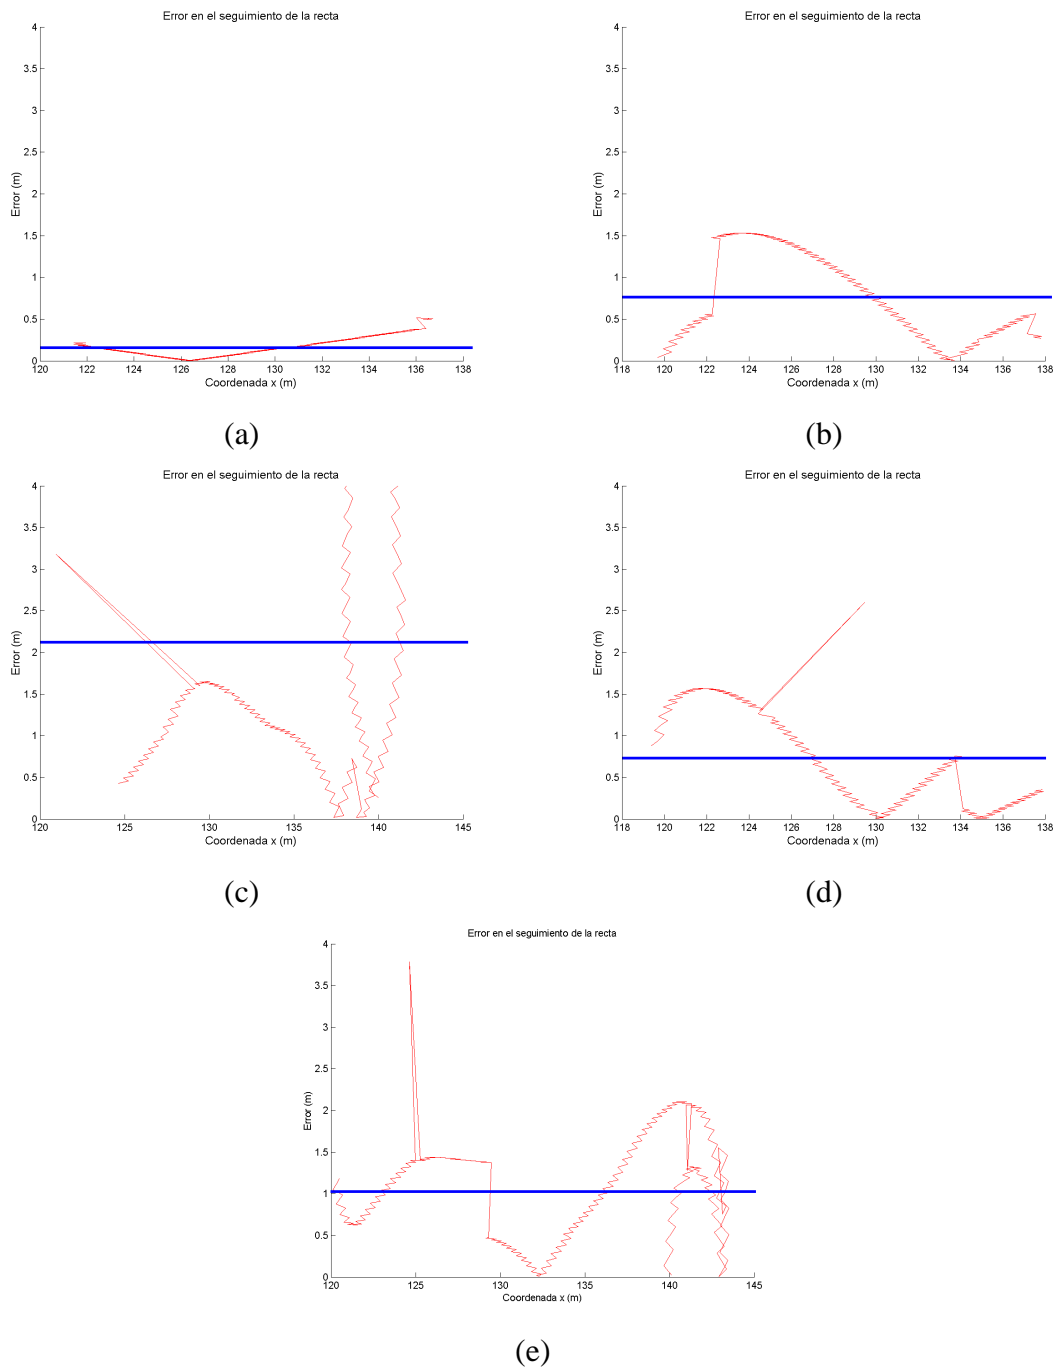 Error en el seguimiento de la recta
4
3.5
3
2.5
2
1.5
1
0.5
0
Error (m)
120 122 124 126 128 130 132 134 136 138
Coordenada x (m)
(a)
Error en el seguimiento de la recta
4
3.5
3
2.5
2
1.5
1
0.5
0
Error (m)
118 120 122 124 126 128 130 132 134 136 138
Coordenada x (m)
(b)
Error en el seguimiento de la recta
4
3.5
3
2.5
2
1.5
1
0.5
0
Error (m)
120 125 130 135 140 145
Coordenada x (m)
(c)
Error en el seguimiento de la recta
4
3.5
3
2.5
2
1.5
1
0.5
0
Error (m)
118 120 122 124 126 128 130 132 134 136 138
Coordenada x (m)
(d)
Error en el seguimiento de la recta
4
3.5
3
2.5
2
1.5
1
0.5
0
Error (m)
120 125 130 135 140 145
Coordenada x (m)
(e)